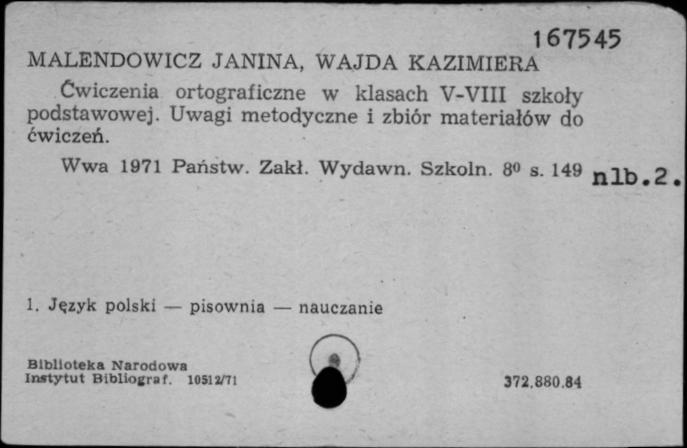 167545
MALENDOWICZ JANINA, WAJDA KAZIMIERA
Ćwiczenia ortograficzne w klasach V-VIII szkoły
podstawowej. Uwagi metodyczne i zbiór materiałów do
ćwiczeń.
Wwa 1971 Państw. Zakł. Wydawn. Szkoln. 8⁰ s. 149 nlb.2.
1. Język polski — pisownia — nauczanie
Biblioteka Narodowa
Instytut Bibliograf. 10512/71
372.880.84